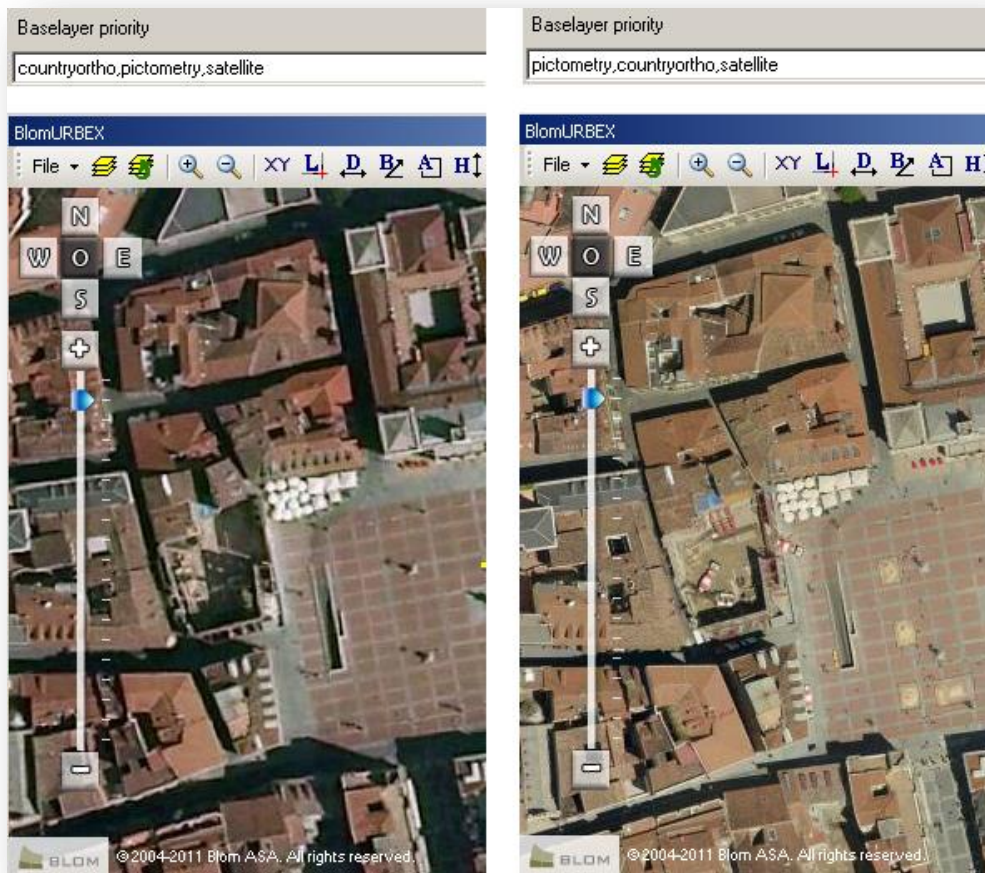 Baselayer priority
countryortho,pictometry,satellite
BlomURBEX
File
XY L D B A H
N
W O E
S
BLOM ©2004-2011 Blom ASA. All rights reserved.
Baselayer priority
pictometry,countryortho,satellite
BlomURBEX
File
XY L D B A H
N
W O E
S
BLOM ©2004-2011 Blom ASA. All rights reserved.